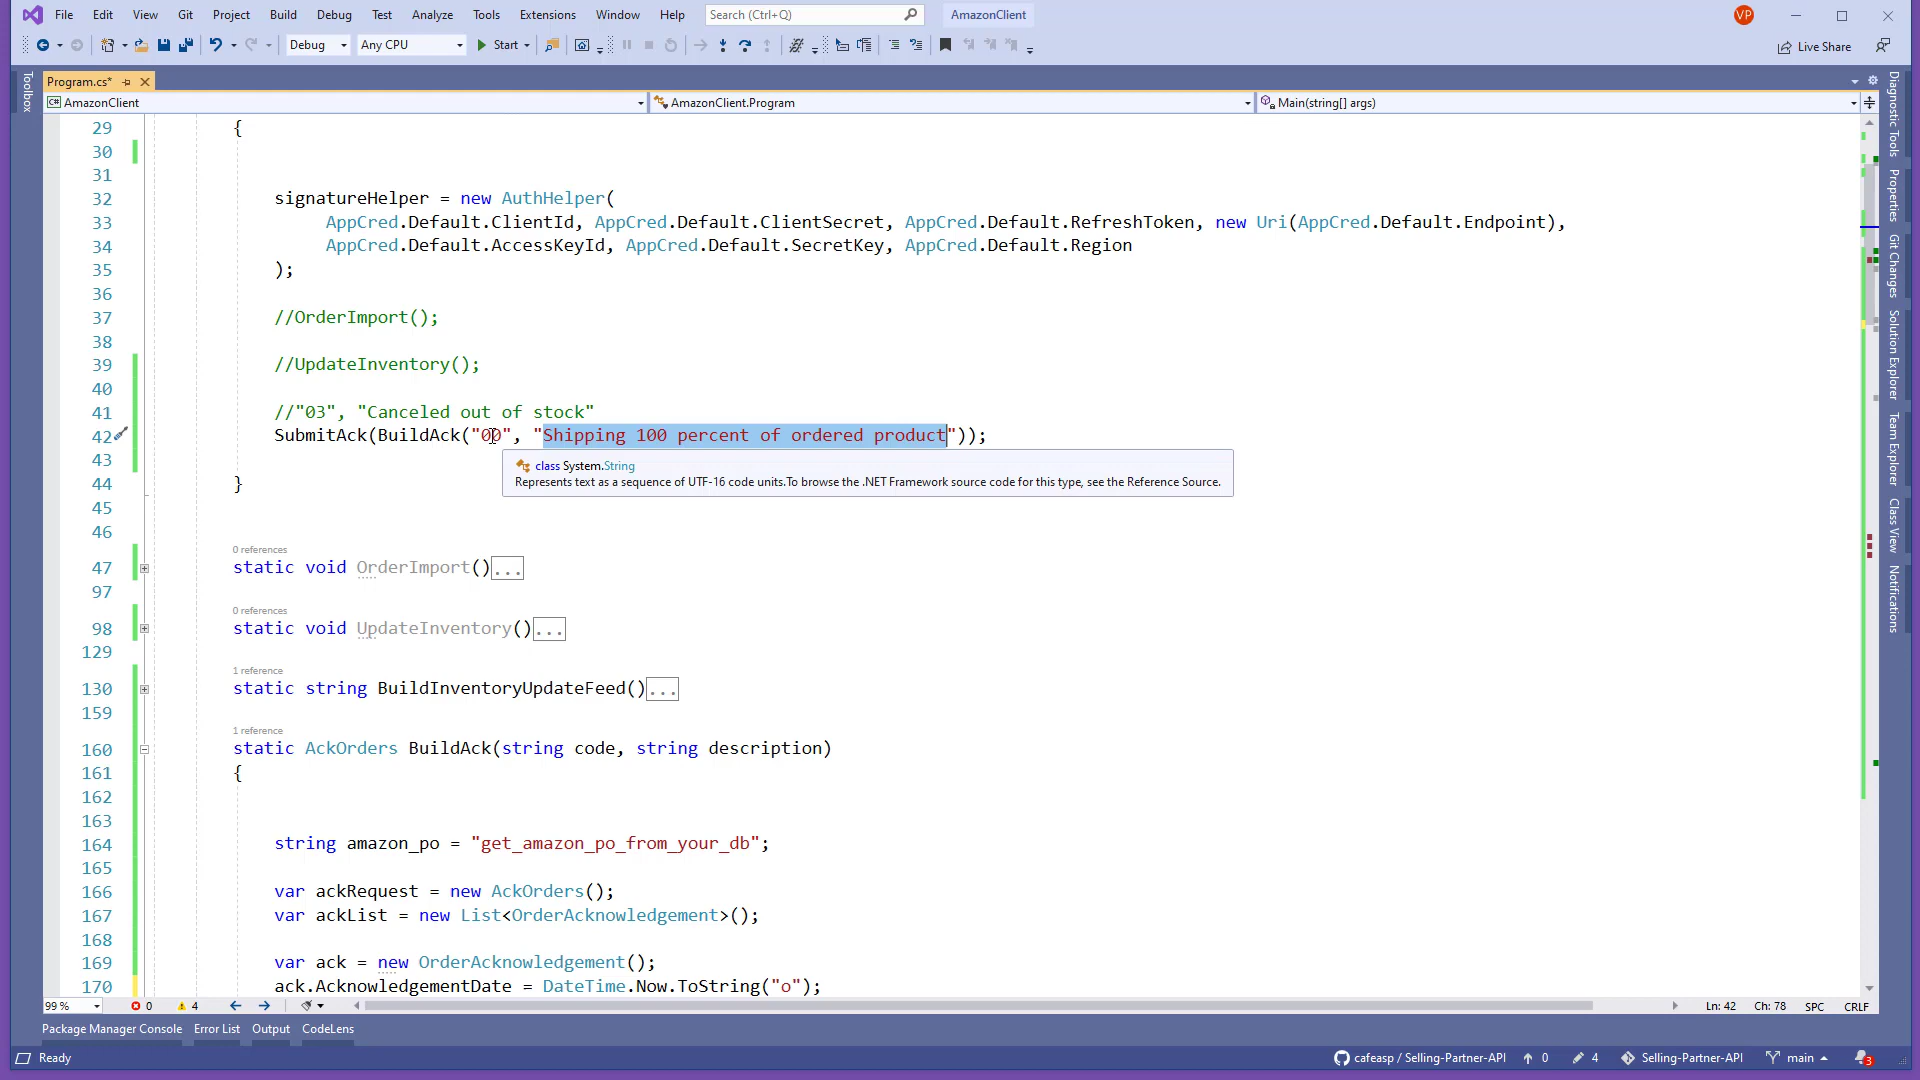 File Edit View Git Project Build Debug Test Analyze Tools Extensions Window Help Search (Ctrl+Q) AmazonClient VP
Debug Any CPU Start Live Share
Program.cs*
C# AmazonClient AmazonClient.Program Main(string[] args)
Toolbox
29 {
30
31
32 signatureHelper = new AuthHelper(
33 AppCred.Default.ClientId, AppCred.Default.ClientSecret, AppCred.Default.RefreshToken, new Uri(AppCred.Default.Endpoint),
34 AppCred.Default.AccessKeyId, AppCred.Default.SecretKey, AppCred.Default.Region
35 );
36
37 //OrderImport();
38
39 //UpdateInventory();
40
41 //"03", "Canceled out of stock"
42 SubmitAck(BuildAck("00", "Shipping 100 percent of ordered product"));
43
class System.String
Represents text as a sequence of UTF-16 code units.To browse the .NET Framework source code for this type, see the Reference Source.
44 }
45
46
0 references
47 static void OrderImport()...
97
0 references
98 static void UpdateInventory()...
129
1 reference
130 static string BuildInventoryUpdateFeed()...
159
1 reference
160 static AckOrders BuildAck(string code, string description)
161 {
162
163
164 string amazon_po = "get_amazon_po_from_your_db";
165
166 var ackRequest = new AckOrders();
167 var ackList = new List<OrderAcknowledgement>();
168
169 var ack = new OrderAcknowledgement();
170 ack.AcknowledgementDate = DateTime.Now.ToString("o");
Diagnostic Tools
Properties
Git Changes
Solution Explorer
Team Explorer
Class View
Notifications
99 % 0 4 Ln: 42 Ch: 78 SPC CRLF
Package Manager Console Error List Output CodeLens
Ready cafeasp / Selling-Partner-API 0 4 Selling-Partner-API main 3